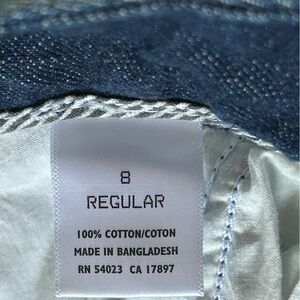 8
REGULAR
100% COTTON/COTON
MADE IN BANGLADESH
RN 54023 CA 17897